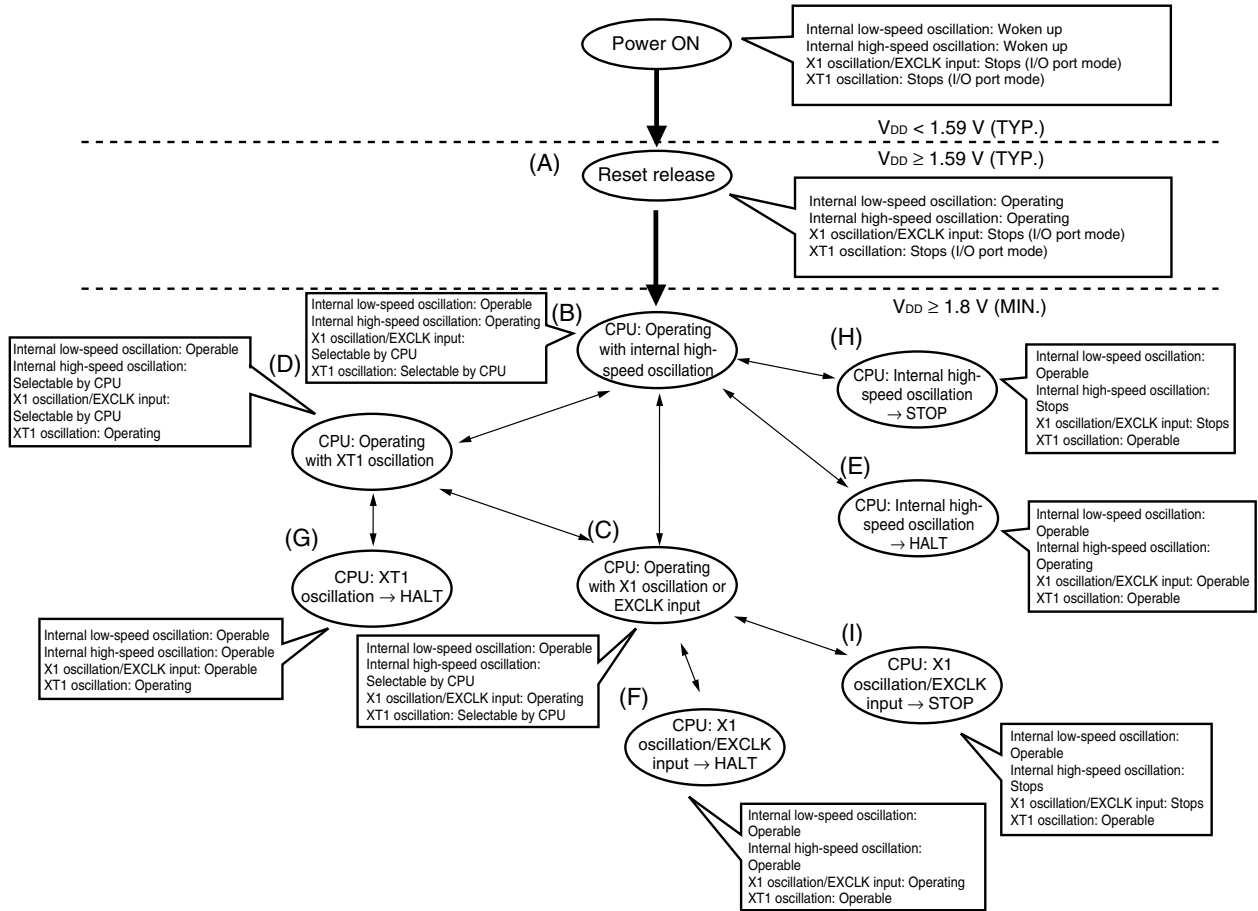 Power ON
Internal low-speed oscillation: Woken up
Internal high-speed oscillation: Woken up
X1 oscillation/EXCLK input: Stops (I/O port mode)
XT1 oscillation: Stops (I/O port mode)
VDD < 1.59 V (TYP.)
VDD ≥ 1.59 V (TYP.)
(A)
Reset release
Internal low-speed oscillation: Operating
Internal high-speed oscillation: Operating
X1 oscillation/EXCLK input: Stops (I/O port mode)
XT1 oscillation: Stops (I/O port mode)
VDD ≥ 1.8 V (MIN.)
Internal low-speed oscillation: Operable
Internal high-speed oscillation: Operating
X1 oscillation/EXCLK input:
Selectable by CPU
XT1 oscillation: Selectable by CPU
(B)
CPU: Operating
with internal high-
speed oscillation
(H)
CPU: Internal high-
speed oscillation
→ STOP
Internal low-speed oscillation:
Operable
Internal high-speed oscillation:
Stops
X1 oscillation/EXCLK input: Stops
XT1 oscillation: Operable
Internal low-speed oscillation: Operable
Internal high-speed oscillation:
Selectable by CPU
X1 oscillation/EXCLK input:
Selectable by CPU
XT1 oscillation: Operating
(D)
CPU: Operating
with XT1 oscillation
(E)
CPU: Internal high-
speed oscillation
→ HALT
Internal low-speed oscillation:
Operable
Internal high-speed oscillation:
Operating
X1 oscillation/EXCLK input: Operable
XT1 oscillation: Operable
(G)
CPU: XT1
oscillation → HALT
Internal low-speed oscillation: Operable
Internal high-speed oscillation: Operable
X1 oscillation/EXCLK input: Operable
XT1 oscillation: Operating
(C)
CPU: Operating
with X1 oscillation or
EXCLK input
Internal low-speed oscillation: Operable
Internal high-speed oscillation:
Selectable by CPU
X1 oscillation/EXCLK input: Operating
XT1 oscillation: Selectable by CPU
(I)
CPU: X1
oscillation/EXCLK
input → STOP
Internal low-speed oscillation:
Operable
Internal high-speed oscillation:
Stops
X1 oscillation/EXCLK input: Stops
XT1 oscillation: Operable
(F)
CPU: X1
oscillation/EXCLK
input → HALT
Internal low-speed oscillation:
Operable
Internal high-speed oscillation:
Operable
X1 oscillation/EXCLK input: Operating
XT1 oscillation: Operable